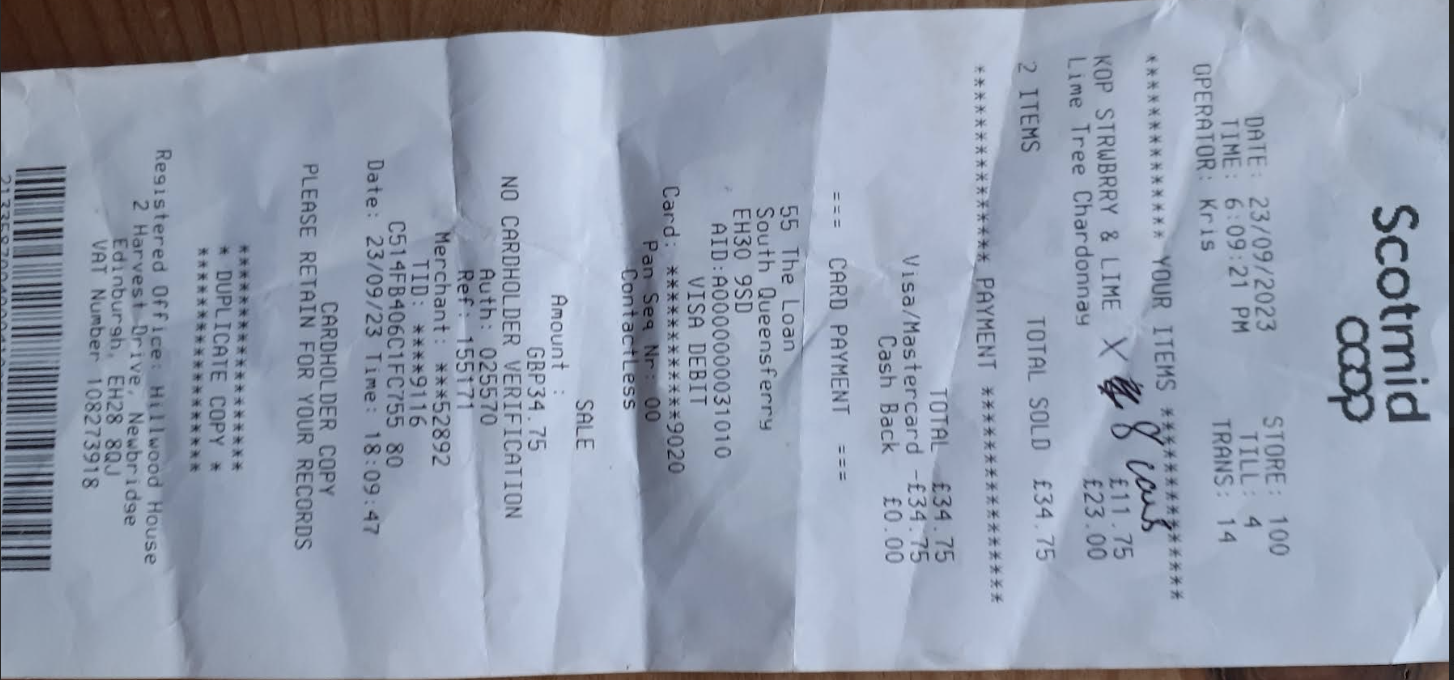 Scotmid
coop
DATE: 23/09/2023 STORE: 100
TIME: 6:09:21 PM TILL: 4
OPERATOR: Kris TRANS: 14
************* YOUR ITEMS *************
KOP STRWBRRY & LIME X 8 cans £11.75
Lime Tree Chardonnay £23.00
2 ITEMS TOTAL SOLD £34.75
*************** PAYMENT ***************
TOTAL £34.75
Visa/Mastercard -£34.75
Cash Back £0.00
=== CARD PAYMENT ===
55 The Loan
South Queensferry
EH30 9SD
AID:A0000000031010
VISA DEBIT
Card: ************9020
Pan Seq Nr: 00
Contactless
SALE
Amount :
GBP34.75
NO CARDHOLDER VERIFICATION
Auth: 025570
Ref: 155171
Merchant: ***52892
TID: ****9116
C514FB406C1FC755 80
Date: 23/09/23 Time: 18:09:47
CARDHOLDER COPY
PLEASE RETAIN FOR YOUR RECORDS
******************
* DUPLICATE COPY *
******************
Registered Office: Hillwood House
2 Harvest Drive, Newbridge
Edinburgh, EH28 8QJ
VAT Number 108273918